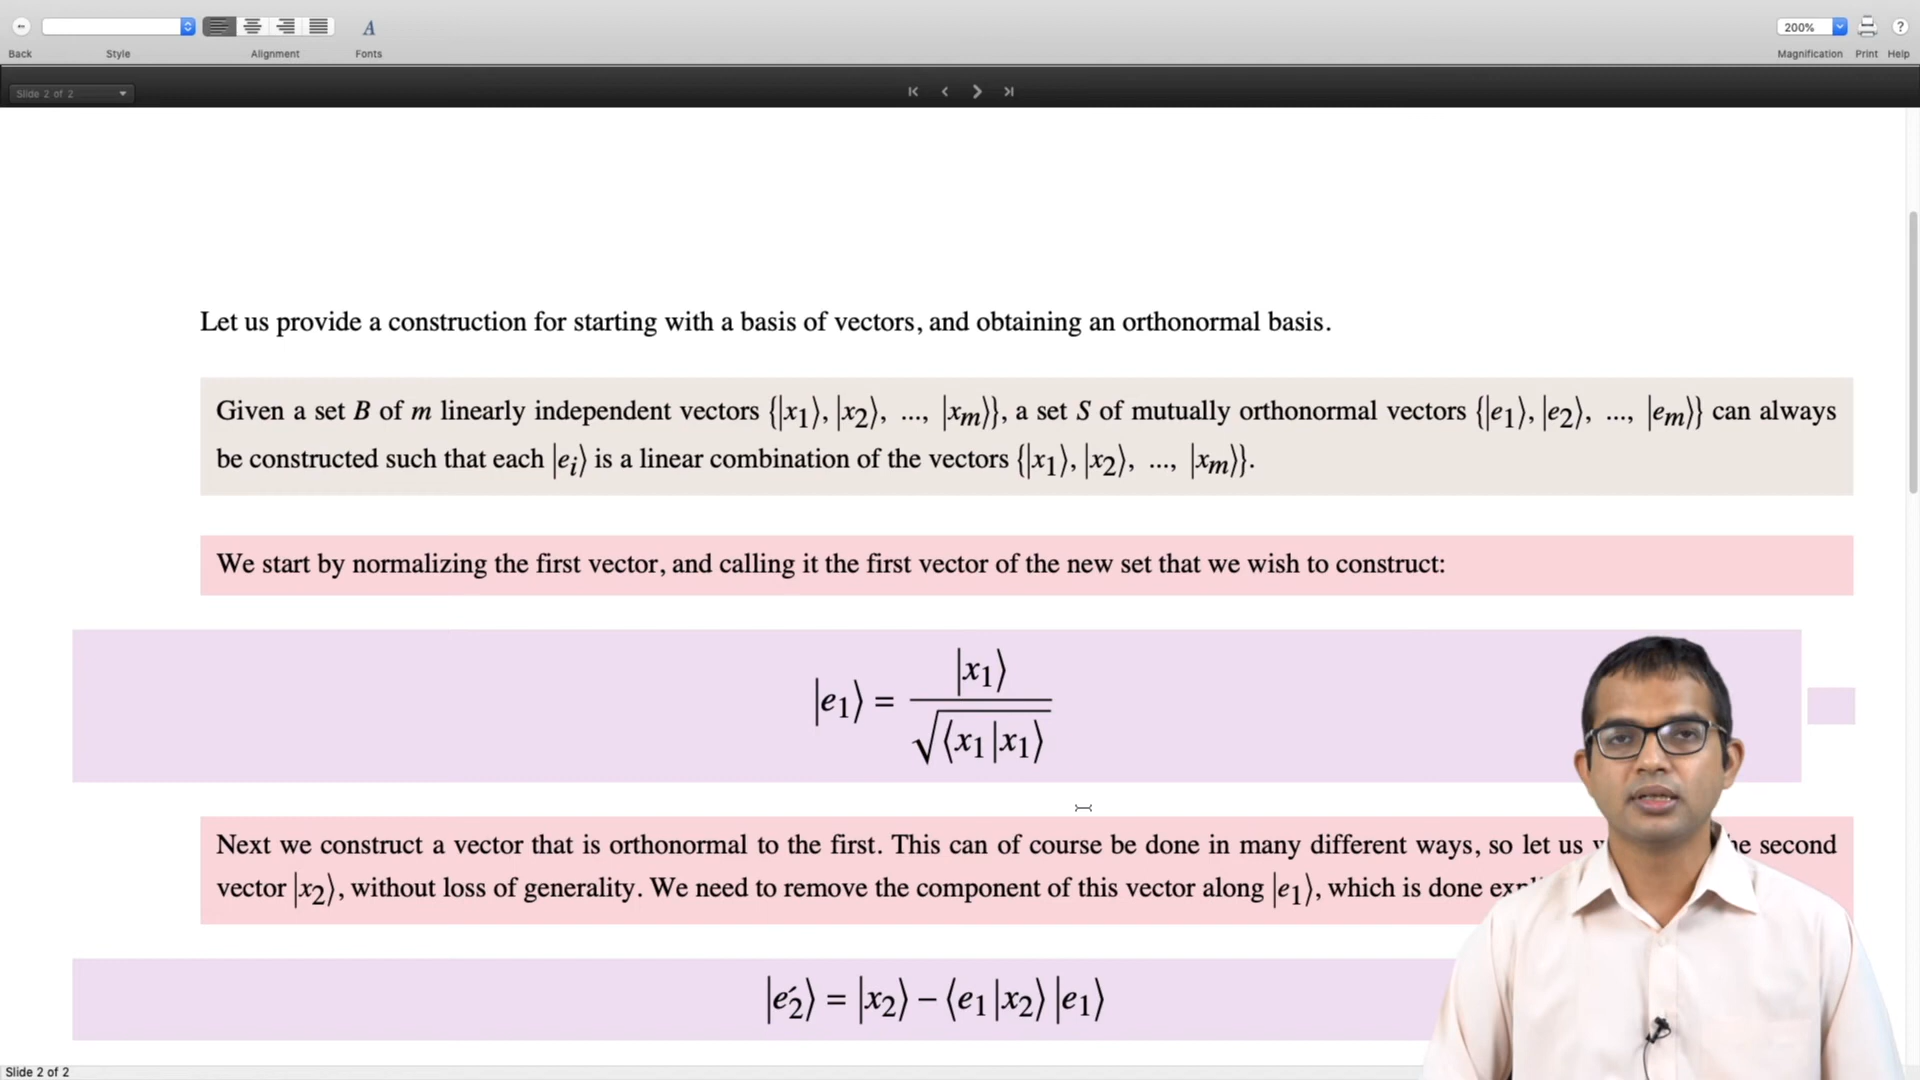 200%
Back Style Alignment Fonts Magnification Print Help
Slide 2 of 2
Let us provide a construction for starting with a basis of vectors, and obtaining an orthonormal basis.
Given a set B of m linearly independent vectors {|x₁⟩, |x₂⟩, ..., |xₘ⟩}, a set S of mutually orthonormal vectors {|e₁⟩, |e₂⟩, ..., |eₘ⟩} can always
be constructed such that each |eᵢ⟩ is a linear combination of the vectors {|x₁⟩, |x₂⟩, ..., |xₘ⟩}.
We start by normalizing the first vector, and calling it the first vector of the new set that we wish to construct:
|e₁⟩ = |x₁⟩ / √⟨x₁|x₁⟩
Next we construct a vector that is orthonormal to the first. This can of course be done in many different ways, so let us second
vector |x₂⟩, without loss of generality. We need to remove the component of this vector along |e₁⟩, which is done
|é₂⟩ = |x₂⟩ − ⟨e₁|x₂⟩ |e₁⟩
Slide 2 of 2